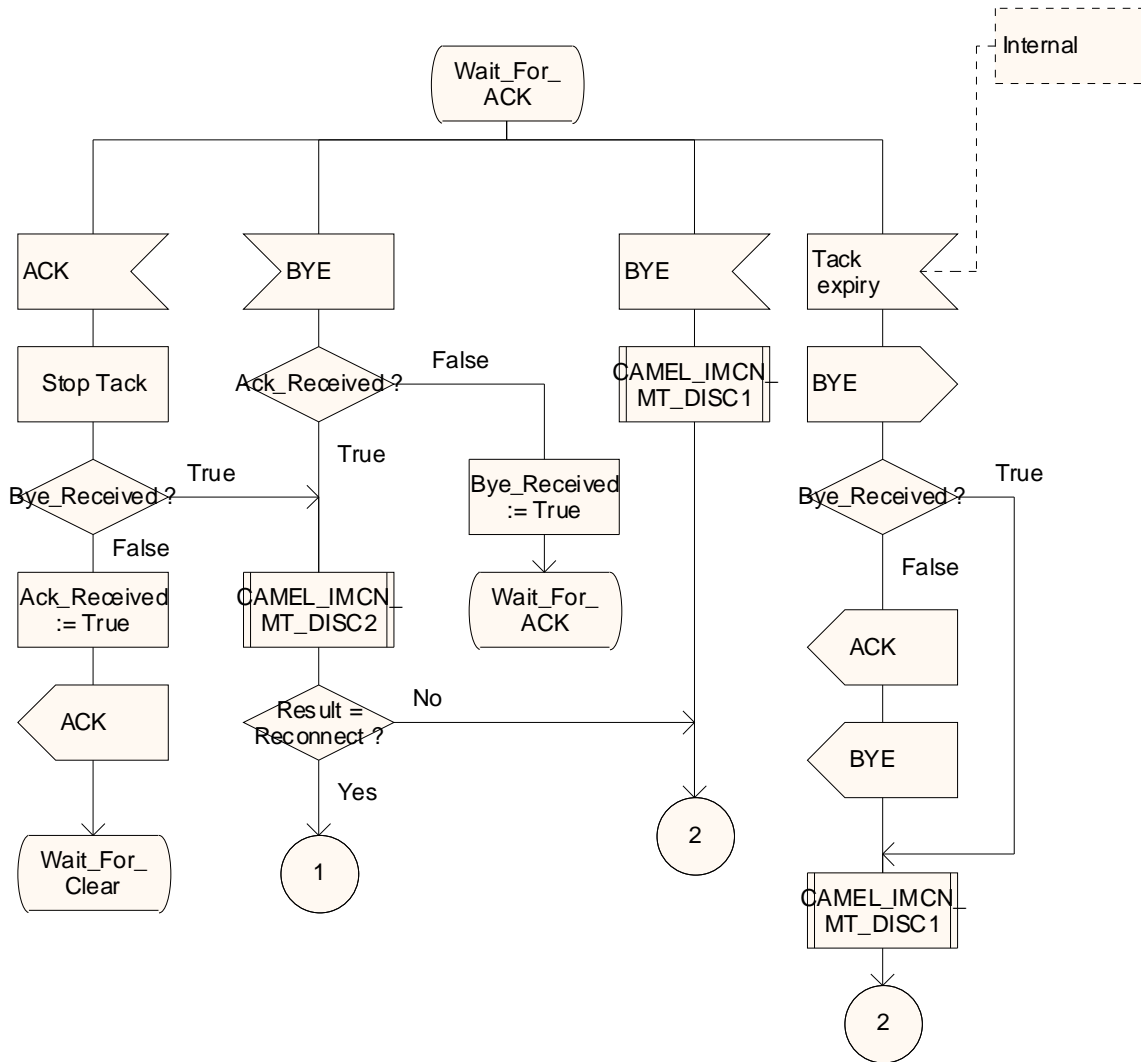 Internal
Wait_For_
ACK
ACK
BYE
BYE
Tack
expiry
Stop Tack
Ack_Received ?
False
CAMEL_IMCN_
MT_DISC1
BYE
True
Bye_Received ?
True
Bye_Received
:= True
Bye_Received ?
True
False
False
Ack_Received
:= True
CAMEL_IMCN_
MT_DISC2
Wait_For_
ACK
ACK
ACK
Result =
Reconnect ?
No
BYE
Yes
2
Wait_For_
Clear
1
CAMEL_IMCN_
MT_DISC1
2